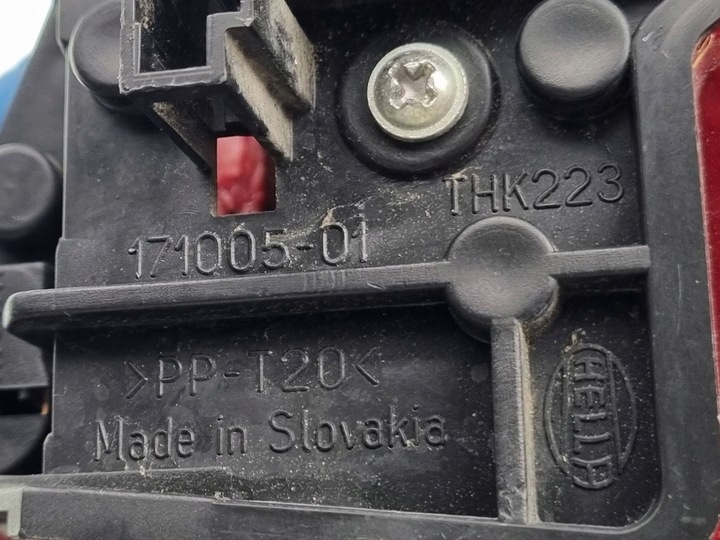 THK223
171005-01
>PP-T20<
Made in Slovakia
HELLA